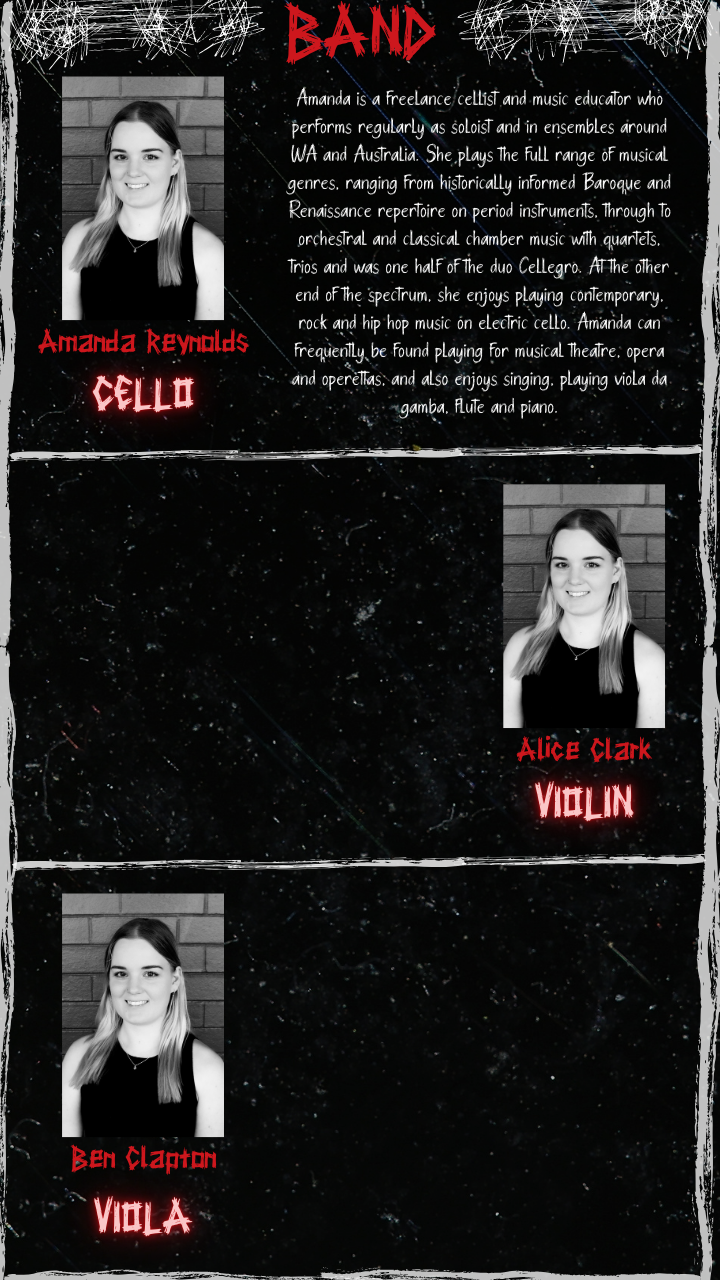 BAND
Amanda is a freelance cellist and music educator who
performs regularly as soloist and in ensembles around
WA and Australia. She plays the full range of musical
genres, ranging from historically informed Baroque and
Renaissance repertoire on period instruments, through to
orchestral and classical chamber music with quartets,
trios and was one half of the duo Cellegro. At the other
end of the spectrum, she enjoys playing contemporary,
rock and hip hop music on electric cello. Amanda can
frequently be found playing for musical theatre, opera
and operettas, and also enjoys singing, playing viola da
gamba, flute and piano.
Amanda Reynolds
CELLO
Alice Clark
VIOLIN
Ben Clapton
VIOLA